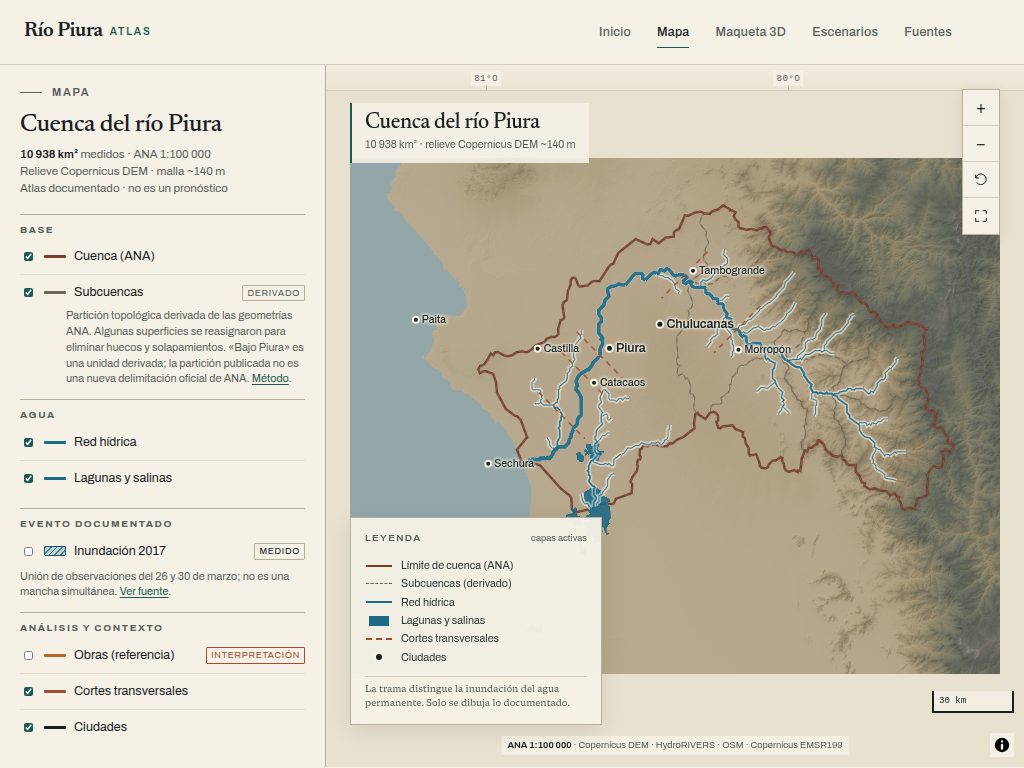 Río Piura ATLAS
Inicio
Mapa
Maqueta 3D
Escenarios
Fuentes
MAPA
Cuenca del río Piura
10 938 km² medidos · ANA 1:100 000
Relieve Copernicus DEM · malla ~140 m
Atlas documentado · no es un pronóstico
BASE
Cuenca (ANA)
Subcuencas
DERIVADO
Partición topológica derivada de las geometrías
ANA. Algunas superficies se reasignaron para
eliminar huecos y solapamientos. «Bajo Piura» es
una unidad derivada; la partición publicada no es
una nueva delimitación oficial de ANA. Método.
AGUA
Red hídrica
Lagunas y salinas
EVENTO DOCUMENTADO
Inundación 2017
MEDIDO
Unión de observaciones del 26 y 30 de marzo; no es una
mancha simultánea. Ver fuente.
ANÁLISIS Y CONTEXTO
Obras (referencia)
INTERPRETACIÓN
Cortes transversales
Ciudades
81°O
80°O
Cuenca del río Piura
10 938 km² · relieve Copernicus DEM ~140 m
+
−
Tambogrande
Paita
Chulucanas
Castilla
Piura
Morropón
Catacaos
Sechura
LEYENDA
capas activas
Límite de cuenca (ANA)
Subcuencas (derivado)
Red hídrica
Lagunas y salinas
Cortes transversales
Ciudades
La trama distingue la inundación del agua
permanente. Solo se dibuja lo documentado.
30 km
ANA 1:100 000 · Copernicus DEM · HydroRIVERS · OSM · Copernicus EMSR199